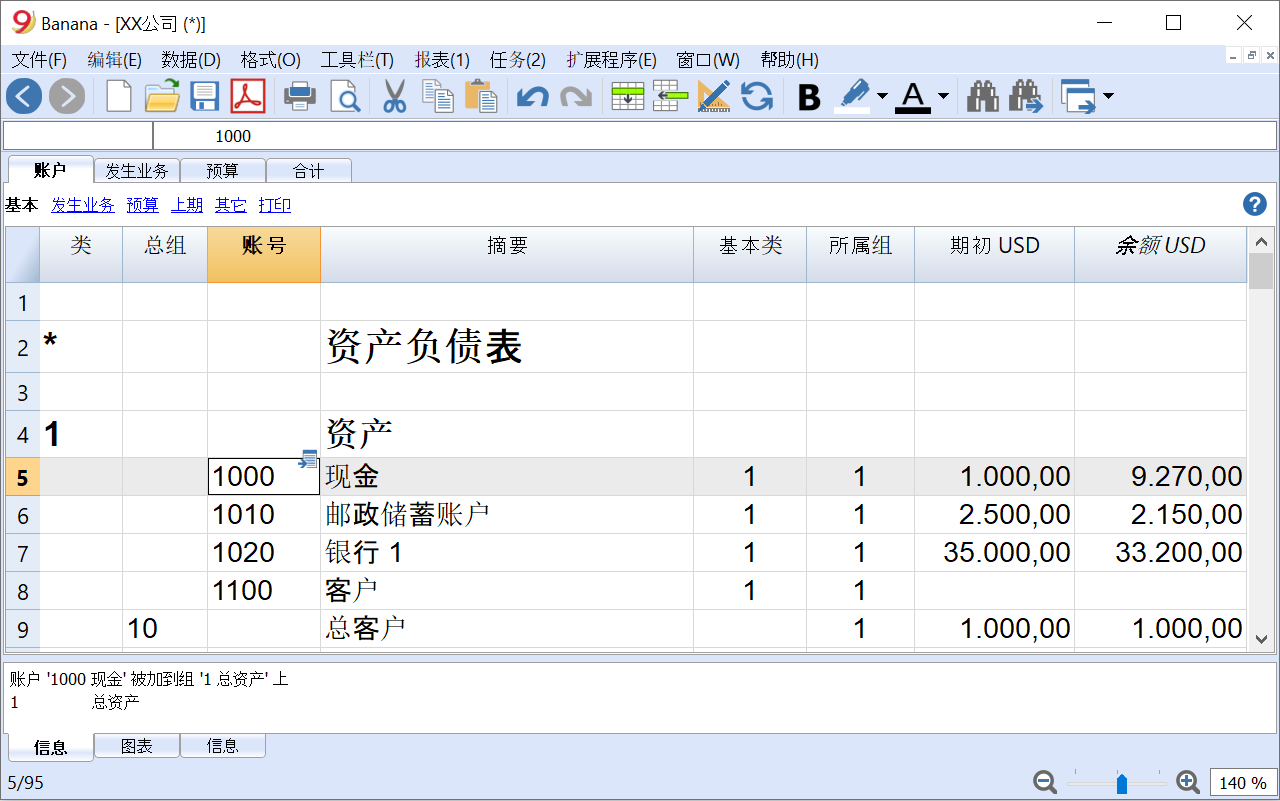 Banana - [XX公司 (*)]
文件(F) 编辑(E) 数据(D) 格式(O) 工具栏(T) 报表(1) 任务(2) 扩展程序(E) 窗口(W) 帮助(H)
B A
1000
账户 发生业务 预算 合计
基本 发生业务 预算 上期 其它 打印 ?
类 总组 账号 摘要 基本类 所属组 期初 USD 余额 USD
1
2 * 资产负债表
3
4 1 资产
5 1000 现金 1 1 1.000,00 9.270,00
6 1010 邮政储蓄账户 1 1 2.500,00 2.150,00
7 1020 银行 1 1 1 35.000,00 33.200,00
8 1100 客户 1 1
9 10 总客户 1 1.000,00 1.000,00
账户 '1000 现金' 被加到组 '1 总资产' 上
1 总资产
信息 图表 信息
5/95 140 %